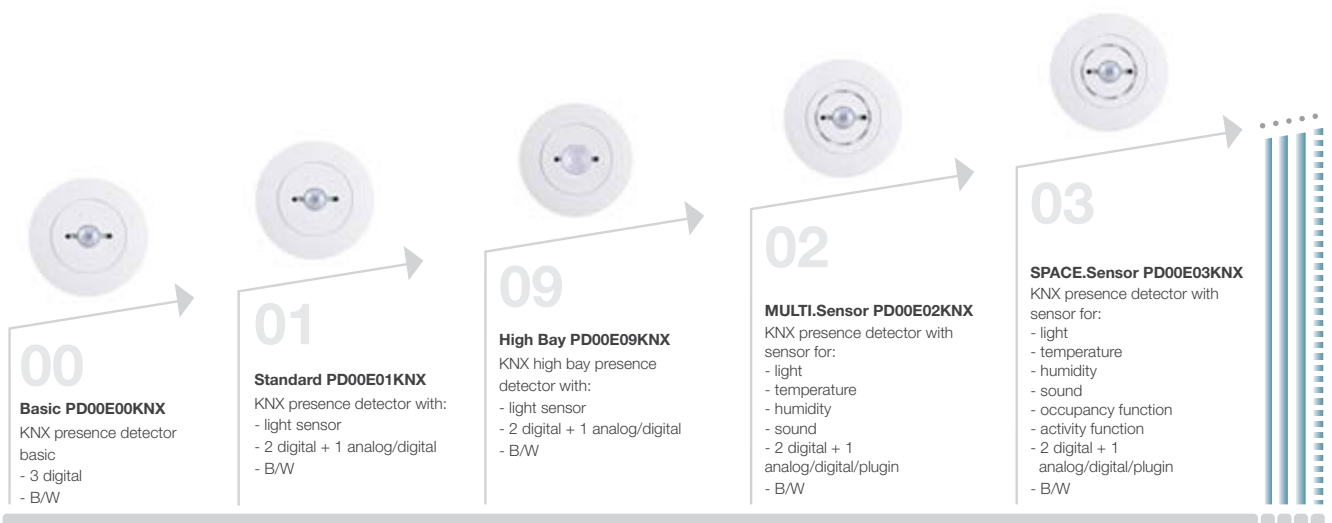 00
Basic PD00E00KNX
KNX presence detector
basic
- 3 digital
- B/W
01
Standard PD00E01KNX
KNX presence detector with:
- light sensor
- 2 digital + 1 analog/digital
- B/W
09
High Bay PD00E09KNX
KNX high bay presence
detector with:
- light sensor
- 2 digital + 1 analog/digital
- B/W
02
MULTI.Sensor PD00E02KNX
KNX presence detector with
sensor for:
- light
- temperature
- humidity
- sound
- 2 digital + 1
analog/digital/plugin
- B/W
03
SPACE.Sensor PD00E03KNX
KNX presence detector with
sensor for:
- light
- temperature
- humidity
- sound
- occupancy function
- activity function
- 2 digital + 1
analog/digital/plugin
- B/W